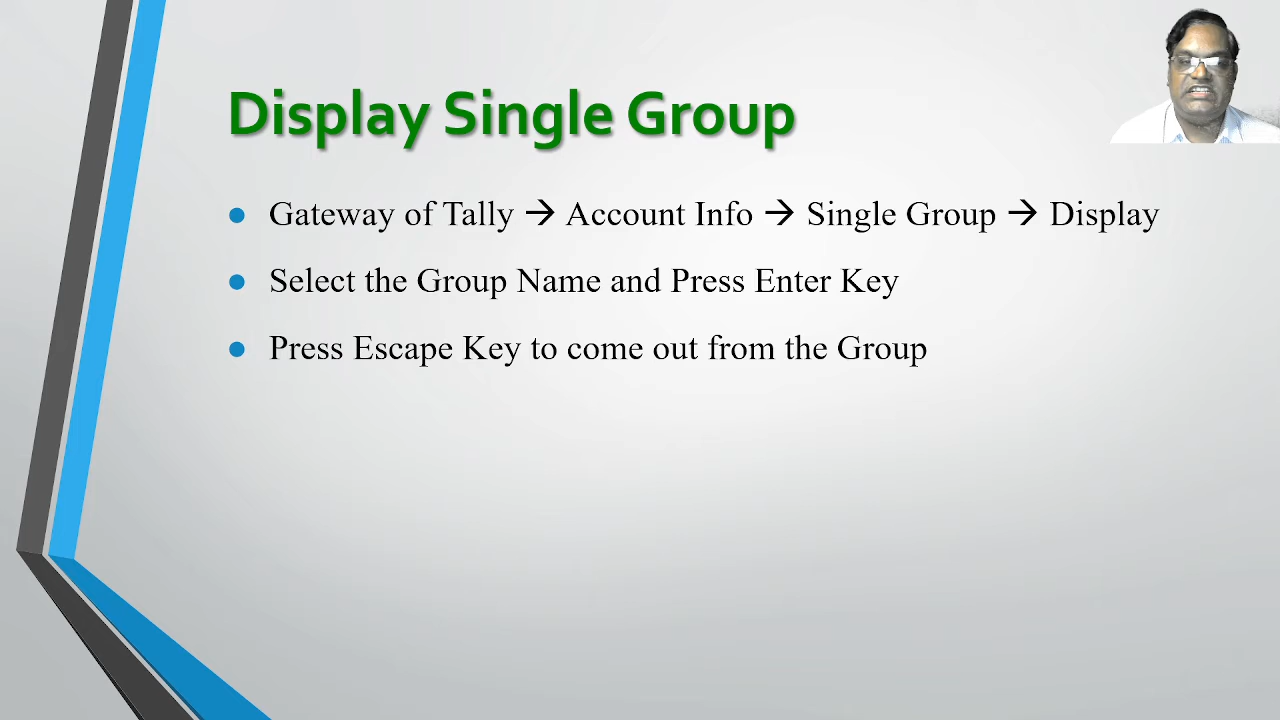 Display Single Group
Gateway of Tally → Account Info → Single Group → Display
Select the Group Name and Press Enter Key
Press Escape Key to come out from the Group